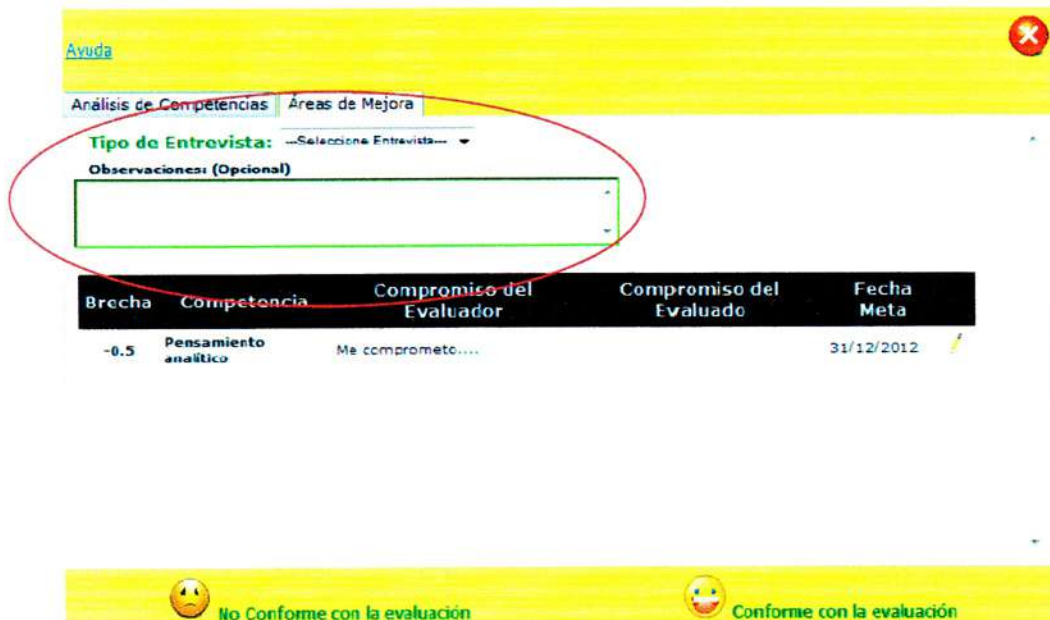 Ayuda
Análisis de Competencias Áreas de Mejora
Tipo de Entrevista: ---Seleccione Entrevista---
Observaciones: (Opcional)
Brecha Competencia Compromiso del Evaluador Compromiso del Evaluado Fecha Meta
-0.5 Pensamiento analítico Me comprometo.... 31/12/2012
No Conforme con la evaluación Conforme con la evaluación